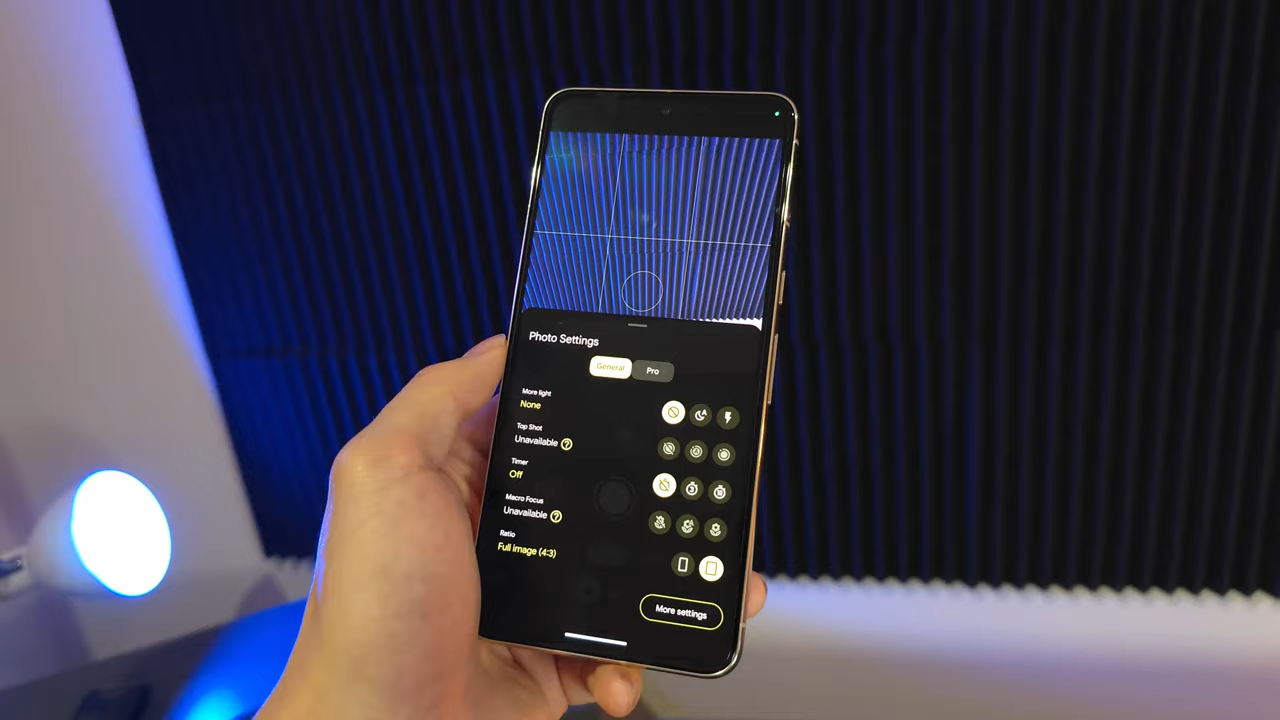 Photo Settings
General
Pro
More light
None
Top Shot
Unavailable
Timer
Off
Macro Focus
Unavailable
Ratio
Full image (4:3)
More settings